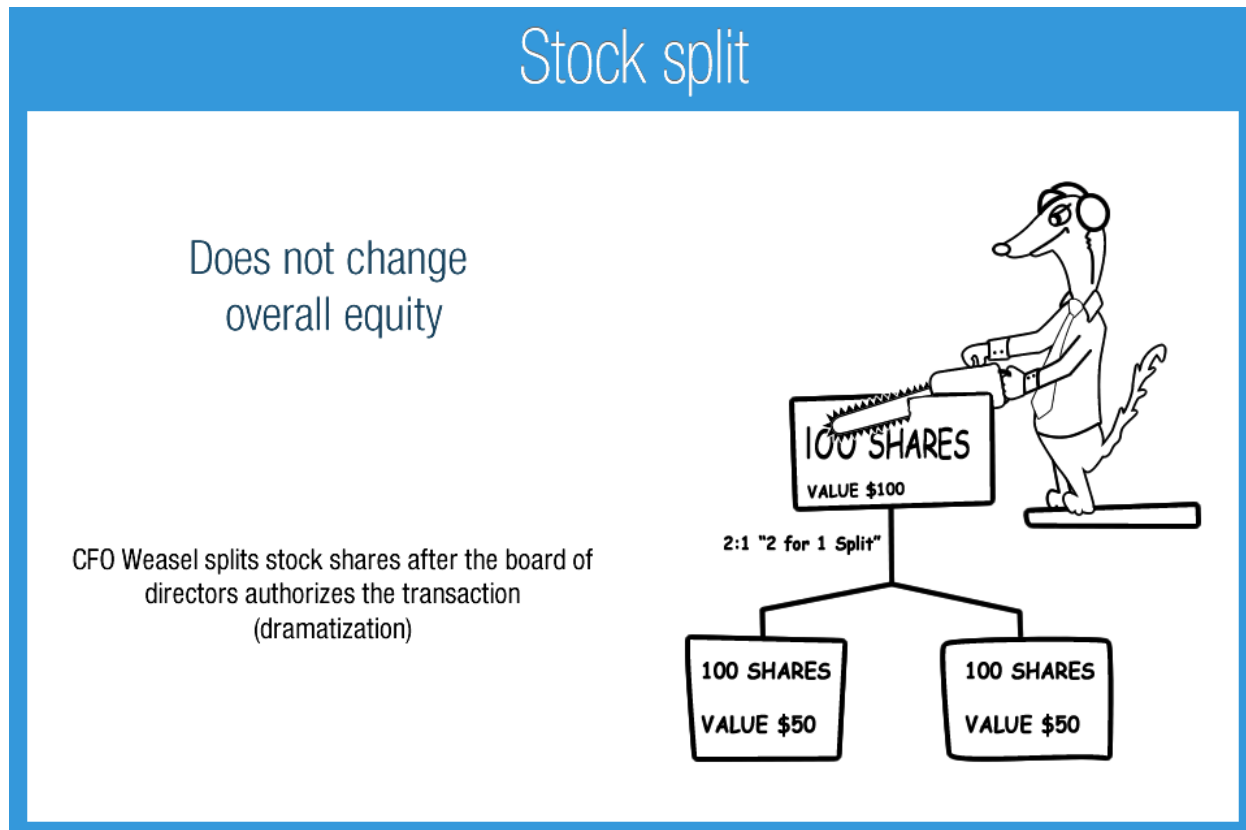 Stock split
Does not change
overall equity
CFO Weasel splits stock shares after the board of
directors authorizes the transaction
(dramatization)
100 SHARES
VALUE $100
2:1 "2 for 1 Split"
100 SHARES
VALUE $50
100 SHARES
VALUE $50